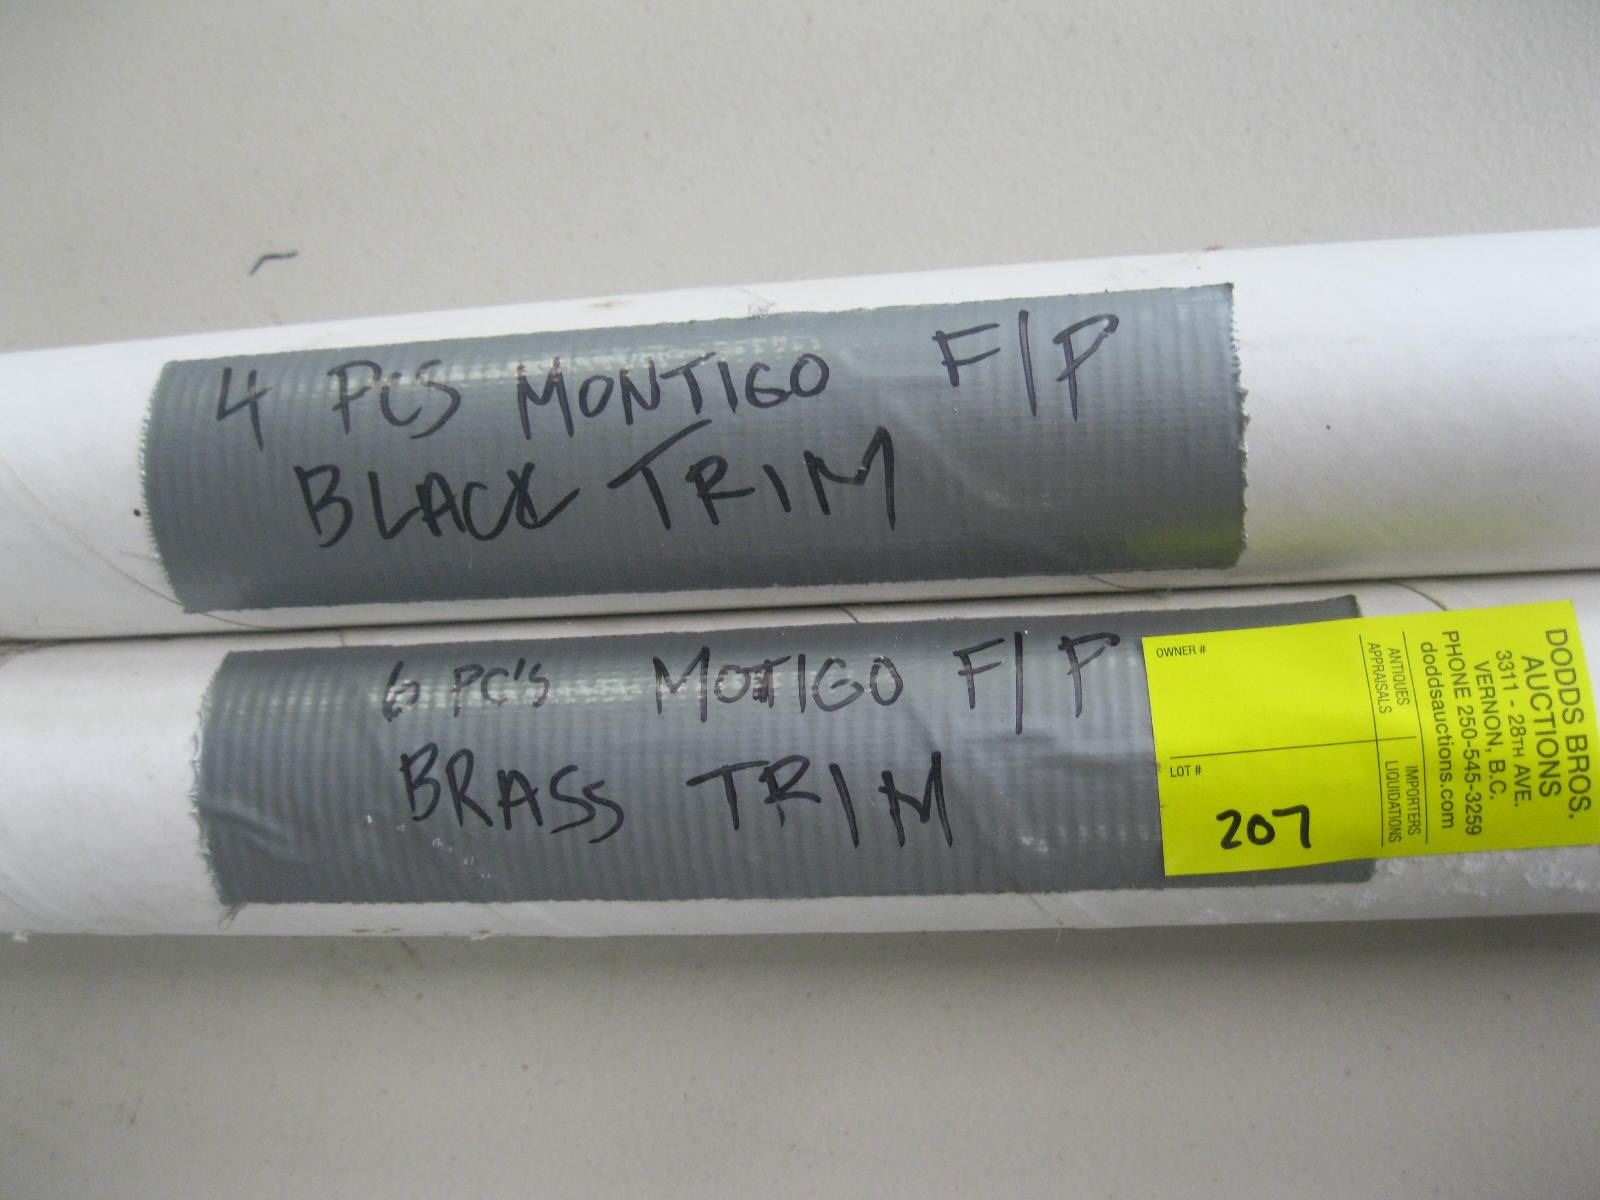 4 PCS MONTIGO F/P
BLACK TRIM
6 PC'S MOTIGO F/P
BRASS TRIM
OWNER #
LOT #
207
ANTIQUES
APPRAISALS
IMPORTERS
LIQUIDATIONS
DODDS BROS.
AUCTIONS
3311 - 28TH AVE.
VERNON, B.C.
PHONE 250-545-3259
doddsauctions.com